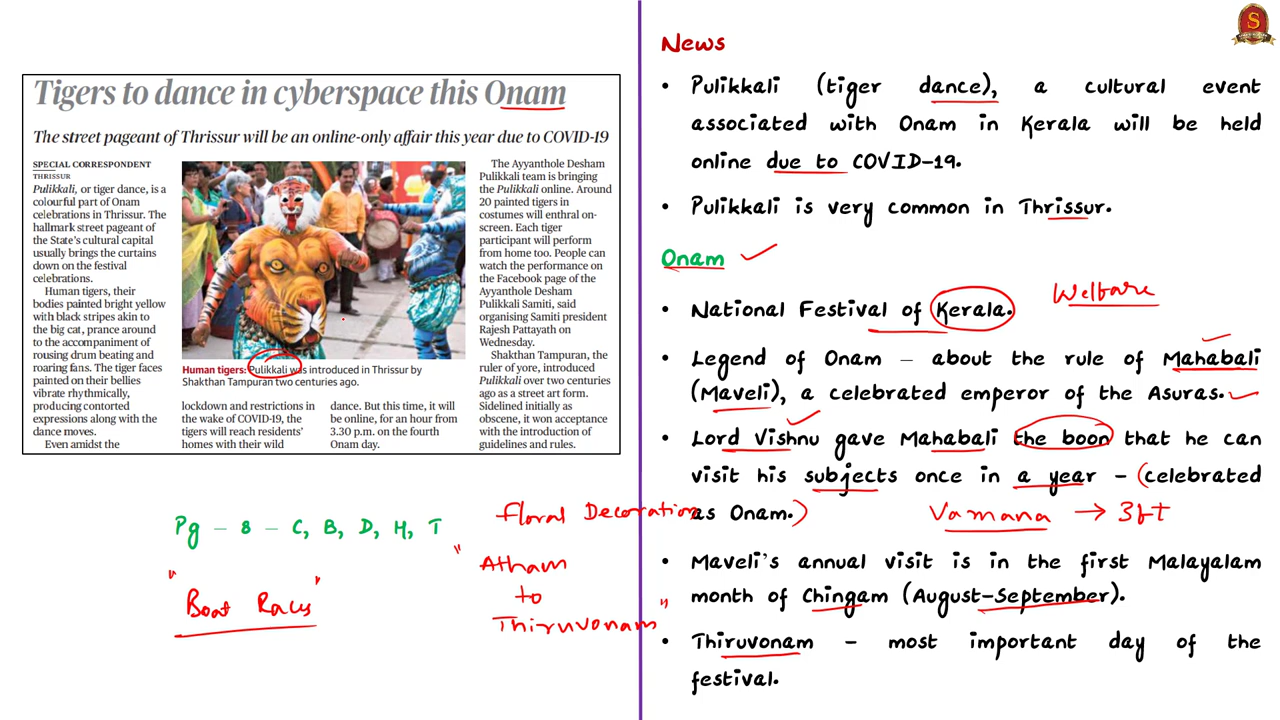 Tigers to dance in cyberspace this Onam
The street pageant of Thrissur will be an online-only affair this year due to COVID-19
SPECIAL CORRESPONDENT
THRISSUR
Pulikkali, or tiger dance, is a
colourful part of Onam
celebrations in Thrissur. The
hallmark street pageant of
the State's cultural capital
usually brings the curtains
down on the festival
celebrations.
Human tigers, their
bodies painted bright yellow
with black stripes akin to
the big cat, prance around
to the accompaniment of
rousing drum beating and
roaring fans. The tiger faces
painted on their bellies
vibrate rhythmically,
producing contorted
expressions along with the
dance moves.
Even amidst the
Human tigers: Pulikkali was introduced in Thrissur by
Shakthan Tampuran two centuries ago.
lockdown and restrictions in
the wake of COVID-19, the
tigers will reach residents'
homes with their wild
dance. But this time, it will
be online, for an hour from
3.30 p.m. on the fourth
Onam day.
The Ayyanthole Desham
Pulikkali team is bringing
the Pulikkali online. Around
20 painted tigers in
costumes will enthral on-
screen. Each tiger
participant will perform
from home too. People can
watch the performance on
the Facebook page of the
Ayyanthole Desham
Pulikkali Samiti, said
organising Samiti president
Rajesh Pattayath on
Wednesday.
Shakthan Tampuran, the
ruler of yore, introduced
Pulikkali over two centuries
ago as a street art form.
Sidelined initially as
obscene, it won acceptance
with the introduction of
guidelines and rules.
Pg - 8 - C, B, D, H, T
"Boat Races"
Floral Decoration
"Atham
to
Thiruvonam"
S
News
• Pulikkali (tiger dance), a cultural event
associated with Onam in Kerala will be held
online due to COVID-19.
• Pulikkali is very common in Thrissur.
Onam
Welfare
• National Festival of Kerala.
• Legend of Onam – about the rule of Mahabali
(Maveli), a celebrated emperor of the Asuras.
• Lord Vishnu gave Mahabali the boon that he can
visit his subjects once in a year – (celebrated
as Onam.)
Vamana → 3ft
• Maveli's annual visit is in the first Malayalam
month of Chingam (August-September).
• Thiruvonam – most important day of the
festival.